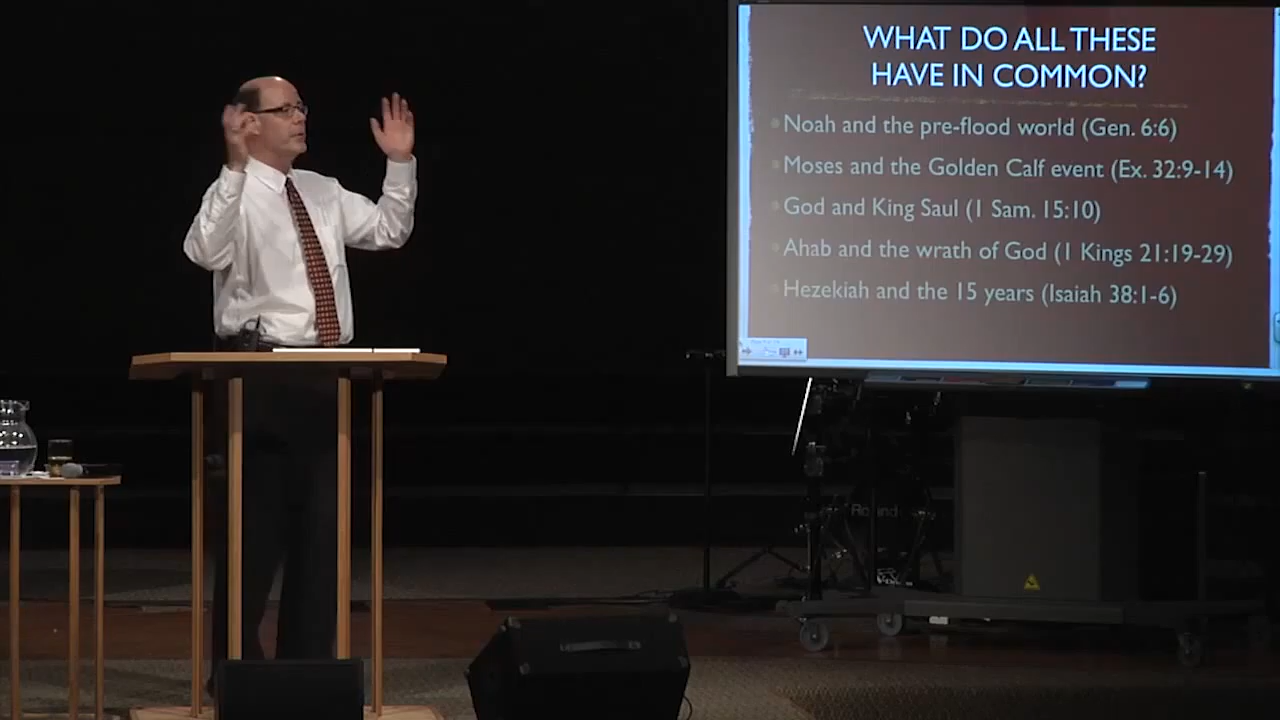 WHAT DO ALL THESE
HAVE IN COMMON?
Noah and the pre-flood world (Gen. 6:6)
Moses and the Golden Calf event (Ex. 32:9-14)
God and King Saul (1 Sam. 15:10)
Ahab and the wrath of God (1 Kings 21:19-29)
Hezekiah and the 15 years (Isaiah 38:1-6)
Roland